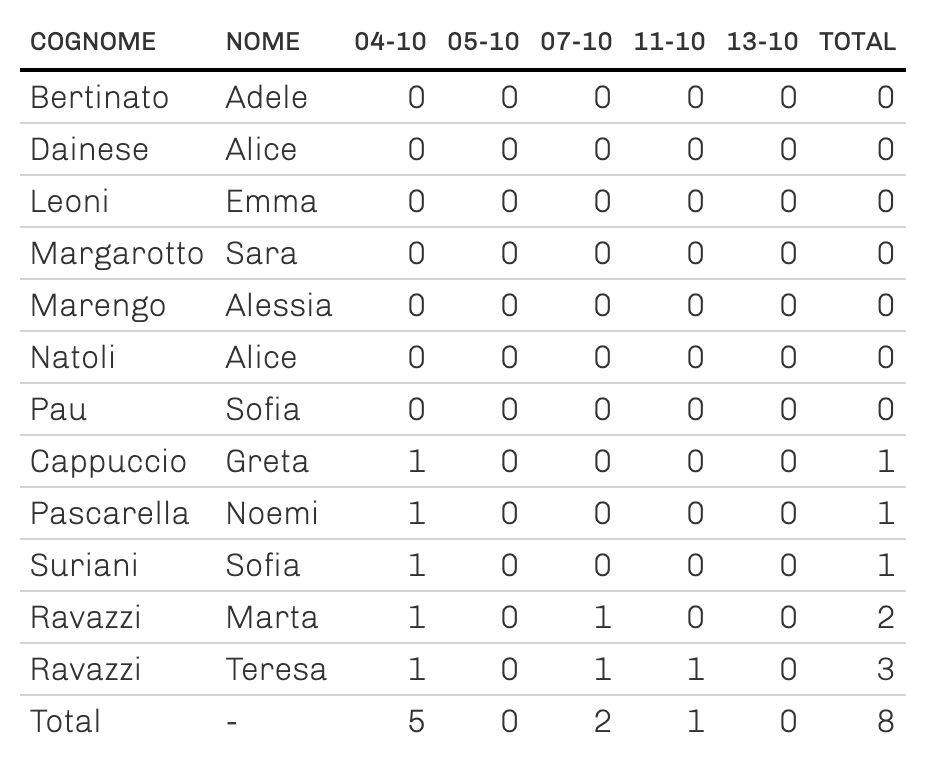 COGNOME NOME 04-10 05-10 07-10 11-10 13-10 TOTAL
Bertinato Adele 0 0 0 0 0 0
Dainese Alice 0 0 0 0 0 0
Leoni Emma 0 0 0 0 0 0
Margarotto Sara 0 0 0 0 0 0
Marengo Alessia 0 0 0 0 0 0
Natoli Alice 0 0 0 0 0 0
Pau Sofia 0 0 0 0 0 0
Cappuccio Greta 1 0 0 0 0 1
Pascarella Noemi 1 0 0 0 0 1
Suriani Sofia 1 0 0 0 0 1
Ravazzi Marta 1 0 1 0 0 2
Ravazzi Teresa 1 0 1 1 0 3
Total - 5 0 2 1 0 8